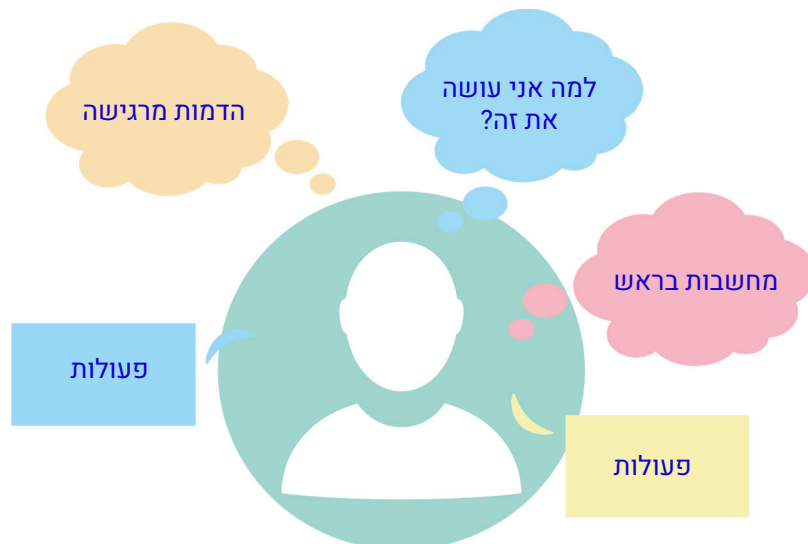 למה אני עושה
את זה?
הדמות מרגישה
מחשבות בראש
פעולות
פעולות